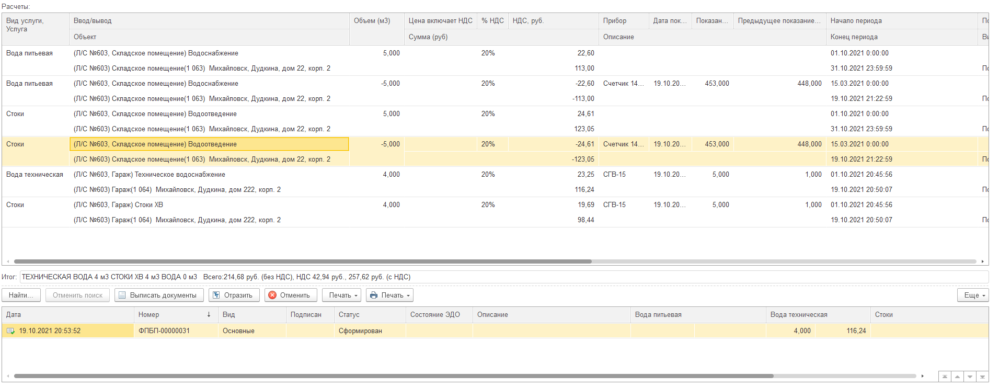 Расчеты:
Вид услуги, Услуга Ввод/вывод Объем (м3) Цена включает НДС % НДС НДС, руб. Прибор Дата пок... Показан... Предыдущее показание... Начало периода
Объект Сумма (руб) Описание Конец периода
Вода питьевая (Л/С №603, Складское помещение) Водоснабжение 5,000 20% 22,60 01.10.2021 0:00:00
(Л/С №603) Складское помещение(1 063) Михайловск, Дудкина, дом 22, корп. 2 113,00 31.10.2021 23:59:59
Вода питьевая (Л/С №603, Складское помещение) Водоснабжение -5,000 20% -22,60 Счетчик 14... 19.10.20... 453,000 448,000 15.03.2021 0:00:00
(Л/С №603) Складское помещение(1 063) Михайловск, Дудкина, дом 22, корп. 2 -113,00 19.10.2021 21:22:59
Стоки (Л/С №603, Складское помещение) Водоотведение 5,000 20% 24,61 01.10.2021 0:00:00
(Л/С №603) Складское помещение(1 063) Михайловск, Дудкина, дом 22, корп. 2 123,05 31.10.2021 23:59:59
Стоки (Л/С №603, Складское помещение) Водоотведение -5,000 20% -24,61 Счетчик 14... 19.10.20... 453,000 448,000 15.03.2021 0:00:00
(Л/С №603) Складское помещение(1 063) Михайловск, Дудкина, дом 22, корп. 2 -123,05 19.10.2021 21:22:59
Вода техническая (Л/С №603, Гараж) Техническое водоснабжение 4,000 20% 23,25 СГВ-15 19.10.20... 5,000 1,000 01.10.2021 20:45:56
(Л/С №603) Гараж(1 064) Михайловск, Дудкина, дом 222, корп. 2 116,24 19.10.2021 20:50:07
Стоки (Л/С №603, Гараж) Стоки ХВ 4,000 20% 19,69 СГВ-15 19.10.20... 5,000 1,000 01.10.2021 20:45:56
(Л/С №603) Гараж(1 064) Михайловск, Дудкина, дом 222, корп. 2 98,44 19.10.2021 20:50:07
Итог: ТЕХНИЧЕСКАЯ ВОДА 4 м3 СТОКИ ХВ 4 м3 ВОДА 0 м3 Всего:214,68 руб. (без НДС), НДС 42,94 руб., 257,62 руб. (с НДС)
Найти... Отменить поиск Выписать документы Отразить Отменить Печать Печать Еще
Дата Номер Вид Подписан Статус Состояние ЭДО Описание Вода питьевая Вода техническая Стоки
19.10.2021 20:53:52 ФПБП-00000031 Основные Сформирован 4,000 116,24